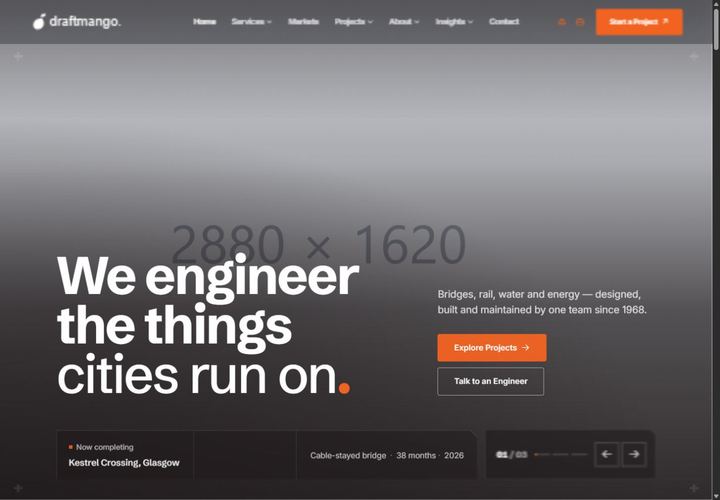 draftmango.
Home Services Markets Projects About Insights Contact Start a Project
2880 × 1620
We engineer
the things
cities run on.
Bridges, rail, water and energy — designed,
built and maintained by one team since 1968.
Explore Projects →
Talk to an Engineer
Now completing
Kestrel Crossing, Glasgow
Cable-stayed bridge · 38 months · 2026
01 / 03